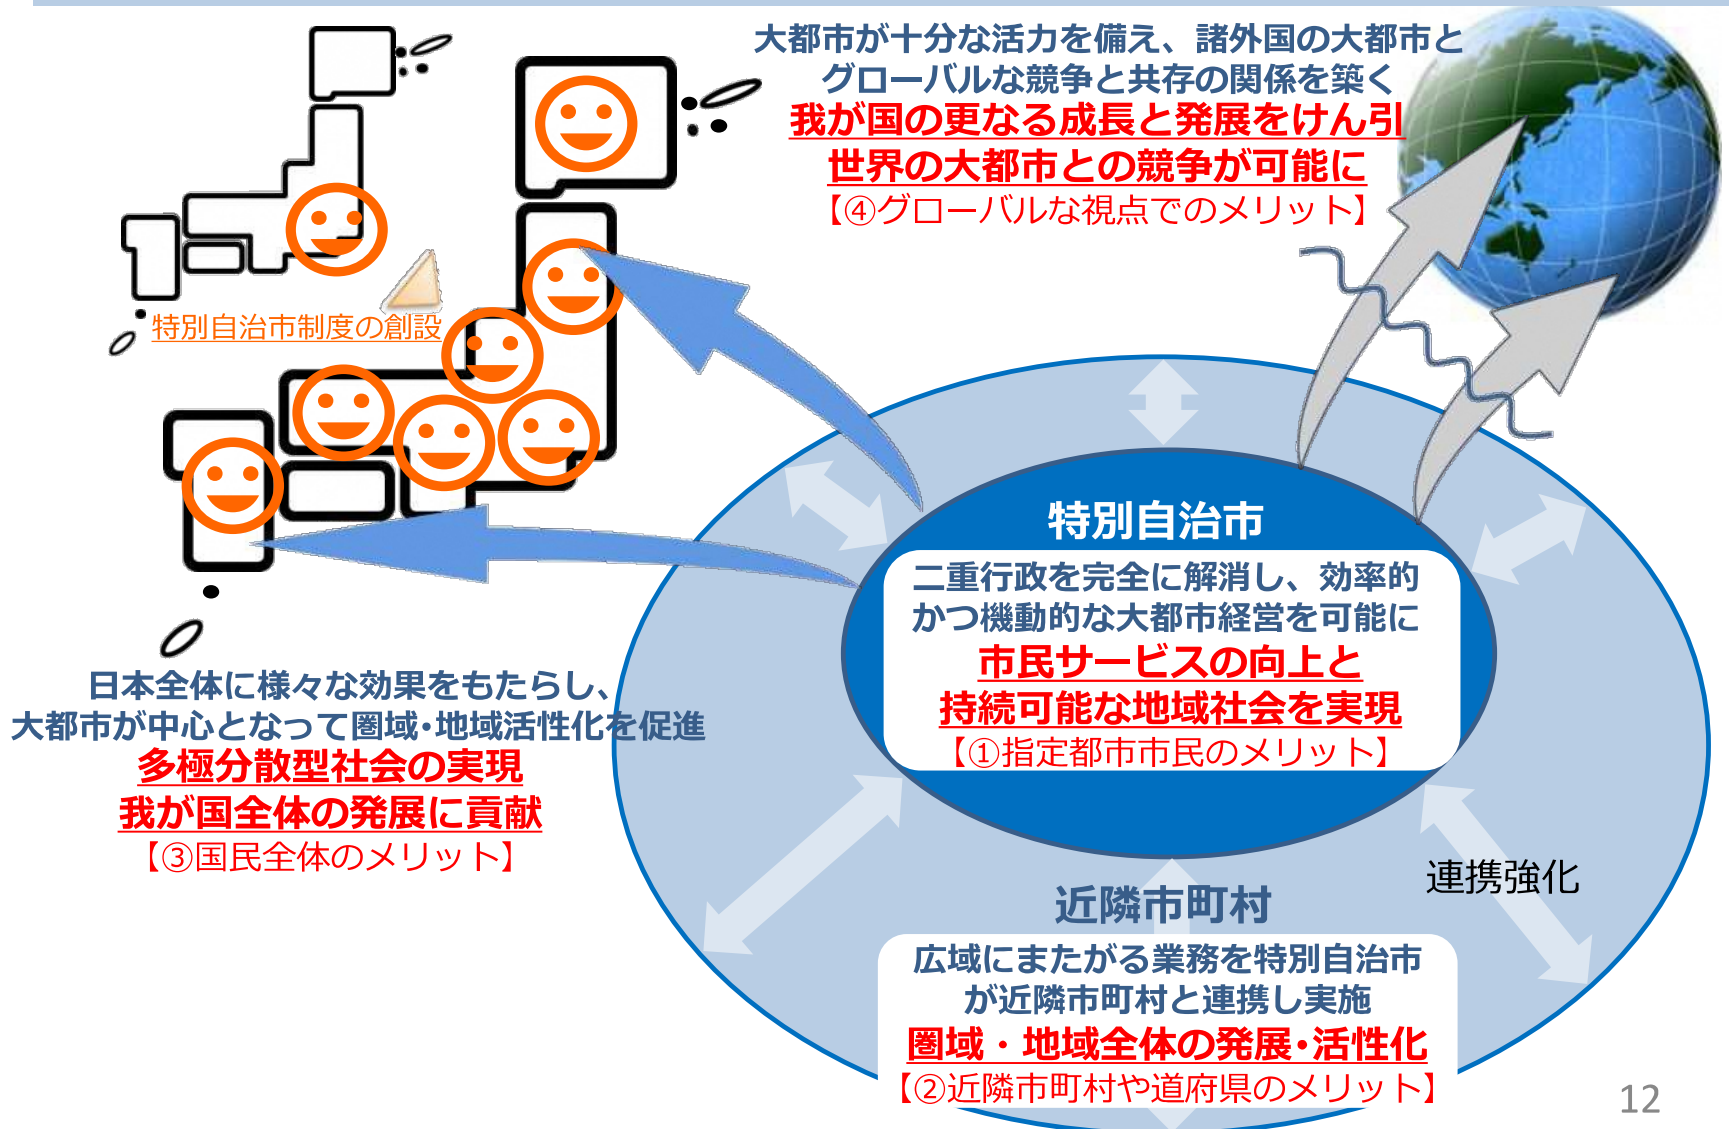 大都市が十分な活力を備え、諸外国の大都市と
グローバルな競争と共存の関係を築く
我が国の更なる成長と発展をけん引
世界の大都市との競争が可能に
【④グローバルな視点でのメリット】
特別自治市制度の創設
特別自治市
二重行政を完全に解消し、効率的
かつ機動的な大都市経営を可能に
市民サービスの向上と
持続可能な地域社会を実現
【①指定都市市民のメリット】
日本全体に様々な効果をもたらし、
大都市が中心となって圏域・地域活性化を促進
多極分散型社会の実現
我が国全体の発展に貢献
【③国民全体のメリット】
連携強化
近隣市町村
広域にまたがる業務を特別自治市
が近隣市町村と連携し実施
圏域・地域全体の発展・活性化
【②近隣市町村や道府県のメリット】
12